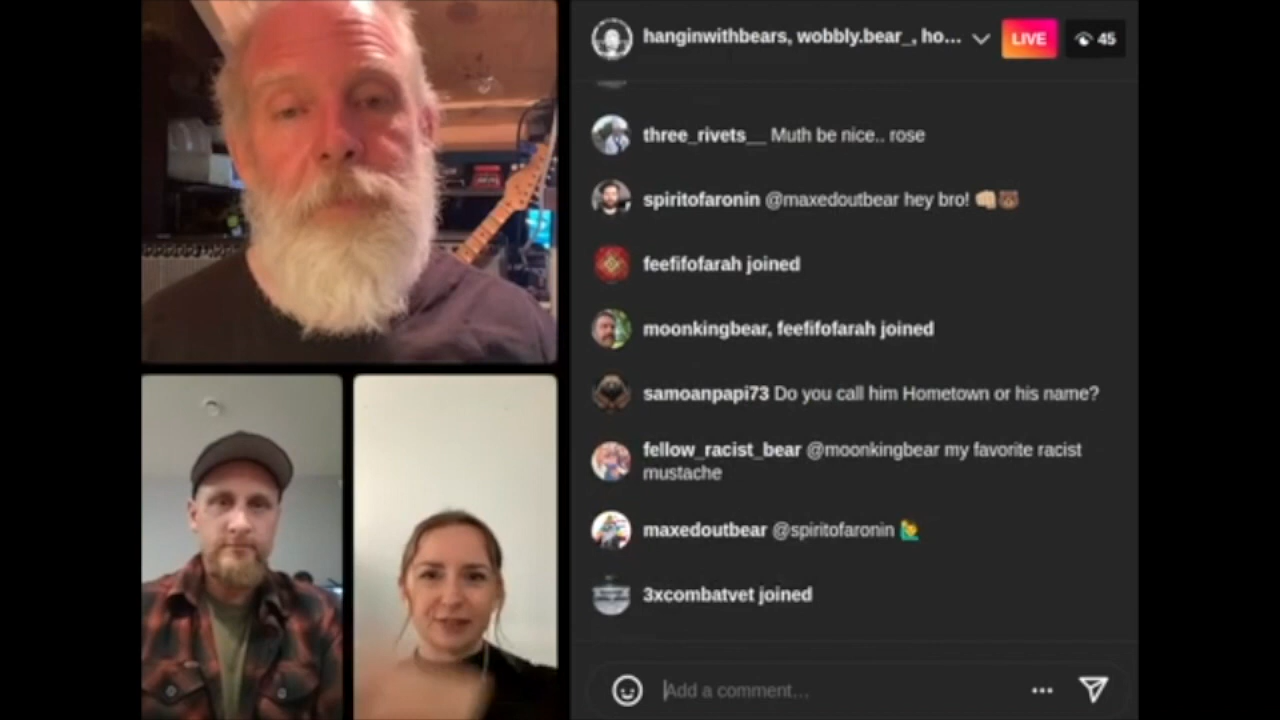 hanginwithbears, wobbly.bear_, ho...
LIVE
45
three_rivets__ Muth be nice.. rose
spiritofaronin @maxedoutbear hey bro! 👊🏼🐻
feefifofarah joined
moonkingbear, feefifofarah joined
samoanpapi73 Do you call him Hometown or his name?
fellow_racist_bear @moonkingbear my favorite racist
mustache
maxedoutbear @spiritofaronin 🙋‍♂️
3xcombatvet joined
Add a comment...